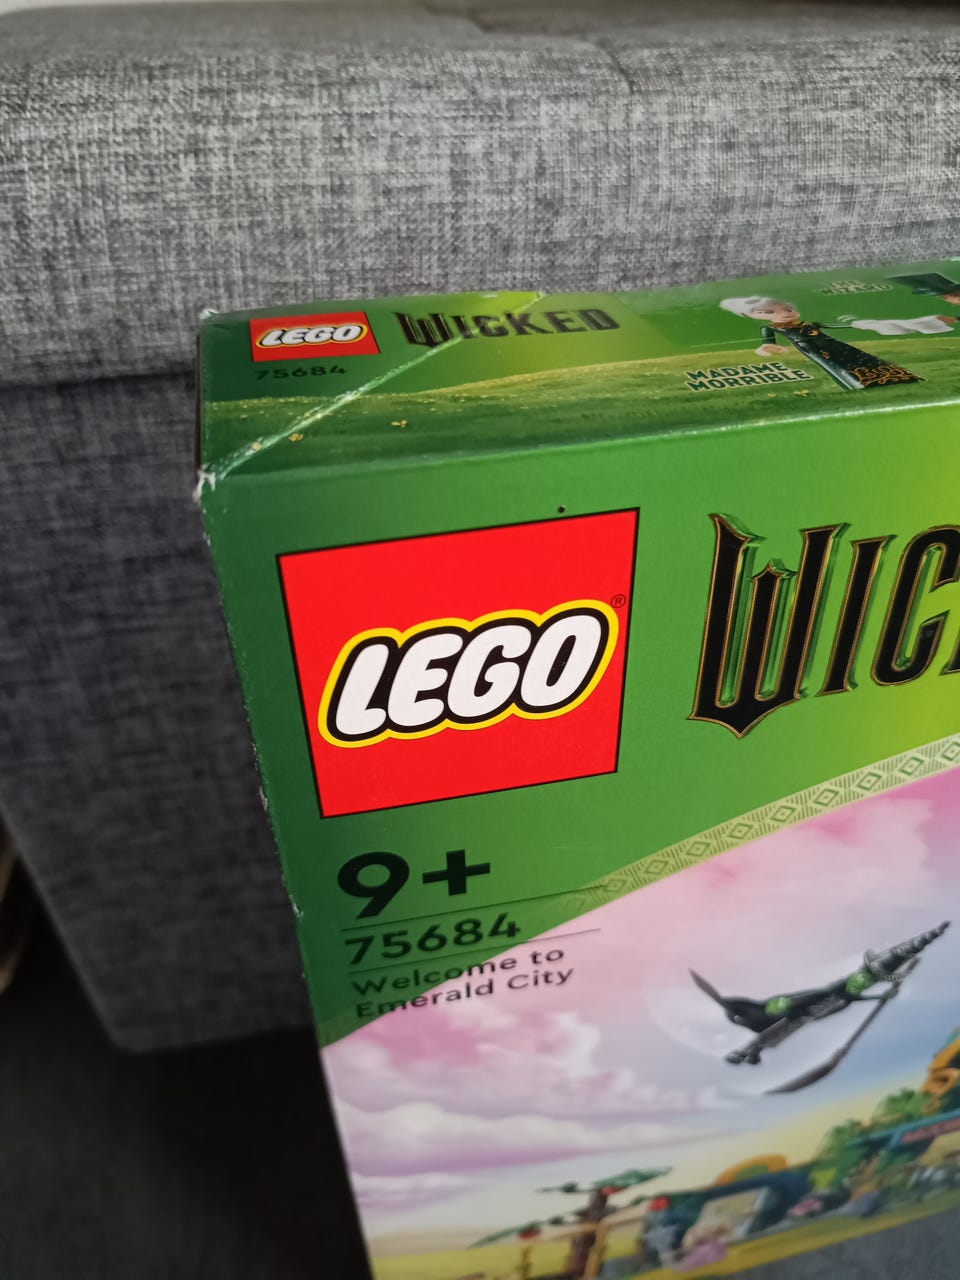 LEGO WICKED
75684
MADAME
MORRIBLE
LEGO®
WIC
9+
75684
Welcome to
Emerald City